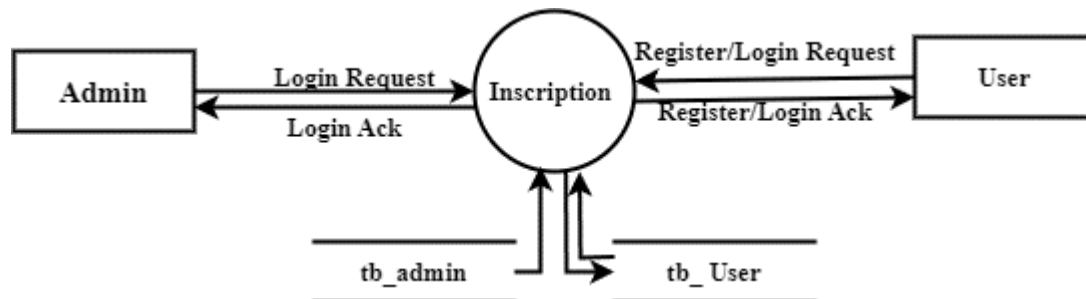 Admin
Login Request
Login Ack
Inscription
Register/Login Request
Register/Login Ack
User
tb_admin
tb_ User